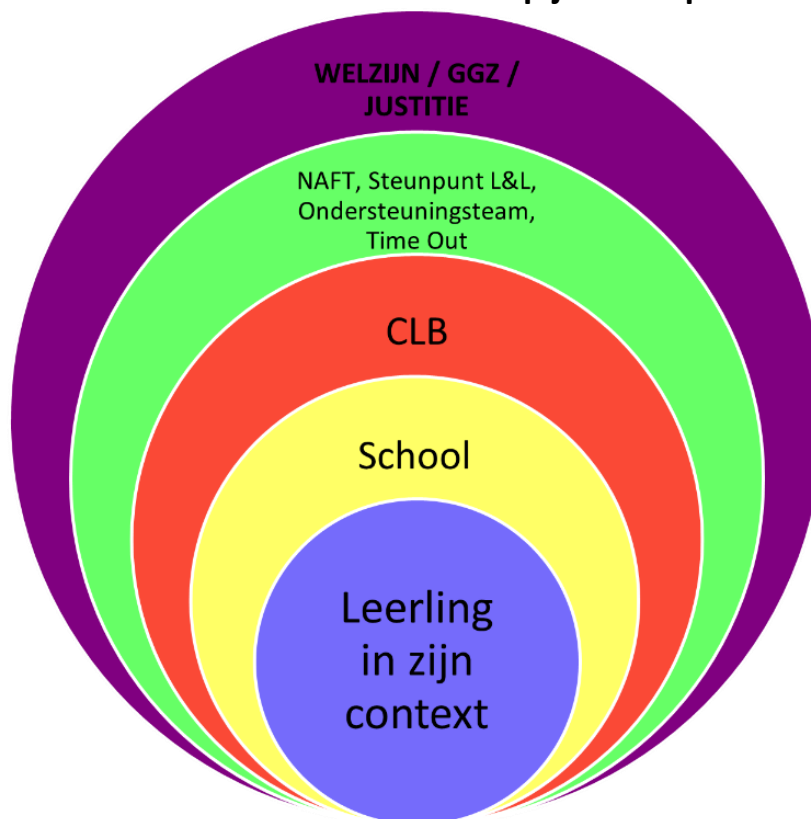 WELZIJN / GGZ /
JUSTITIE
NAFT, Steunpunt L&L,
Ondersteuningsteam,
Time Out
CLB
School
Leerling
in zijn
context